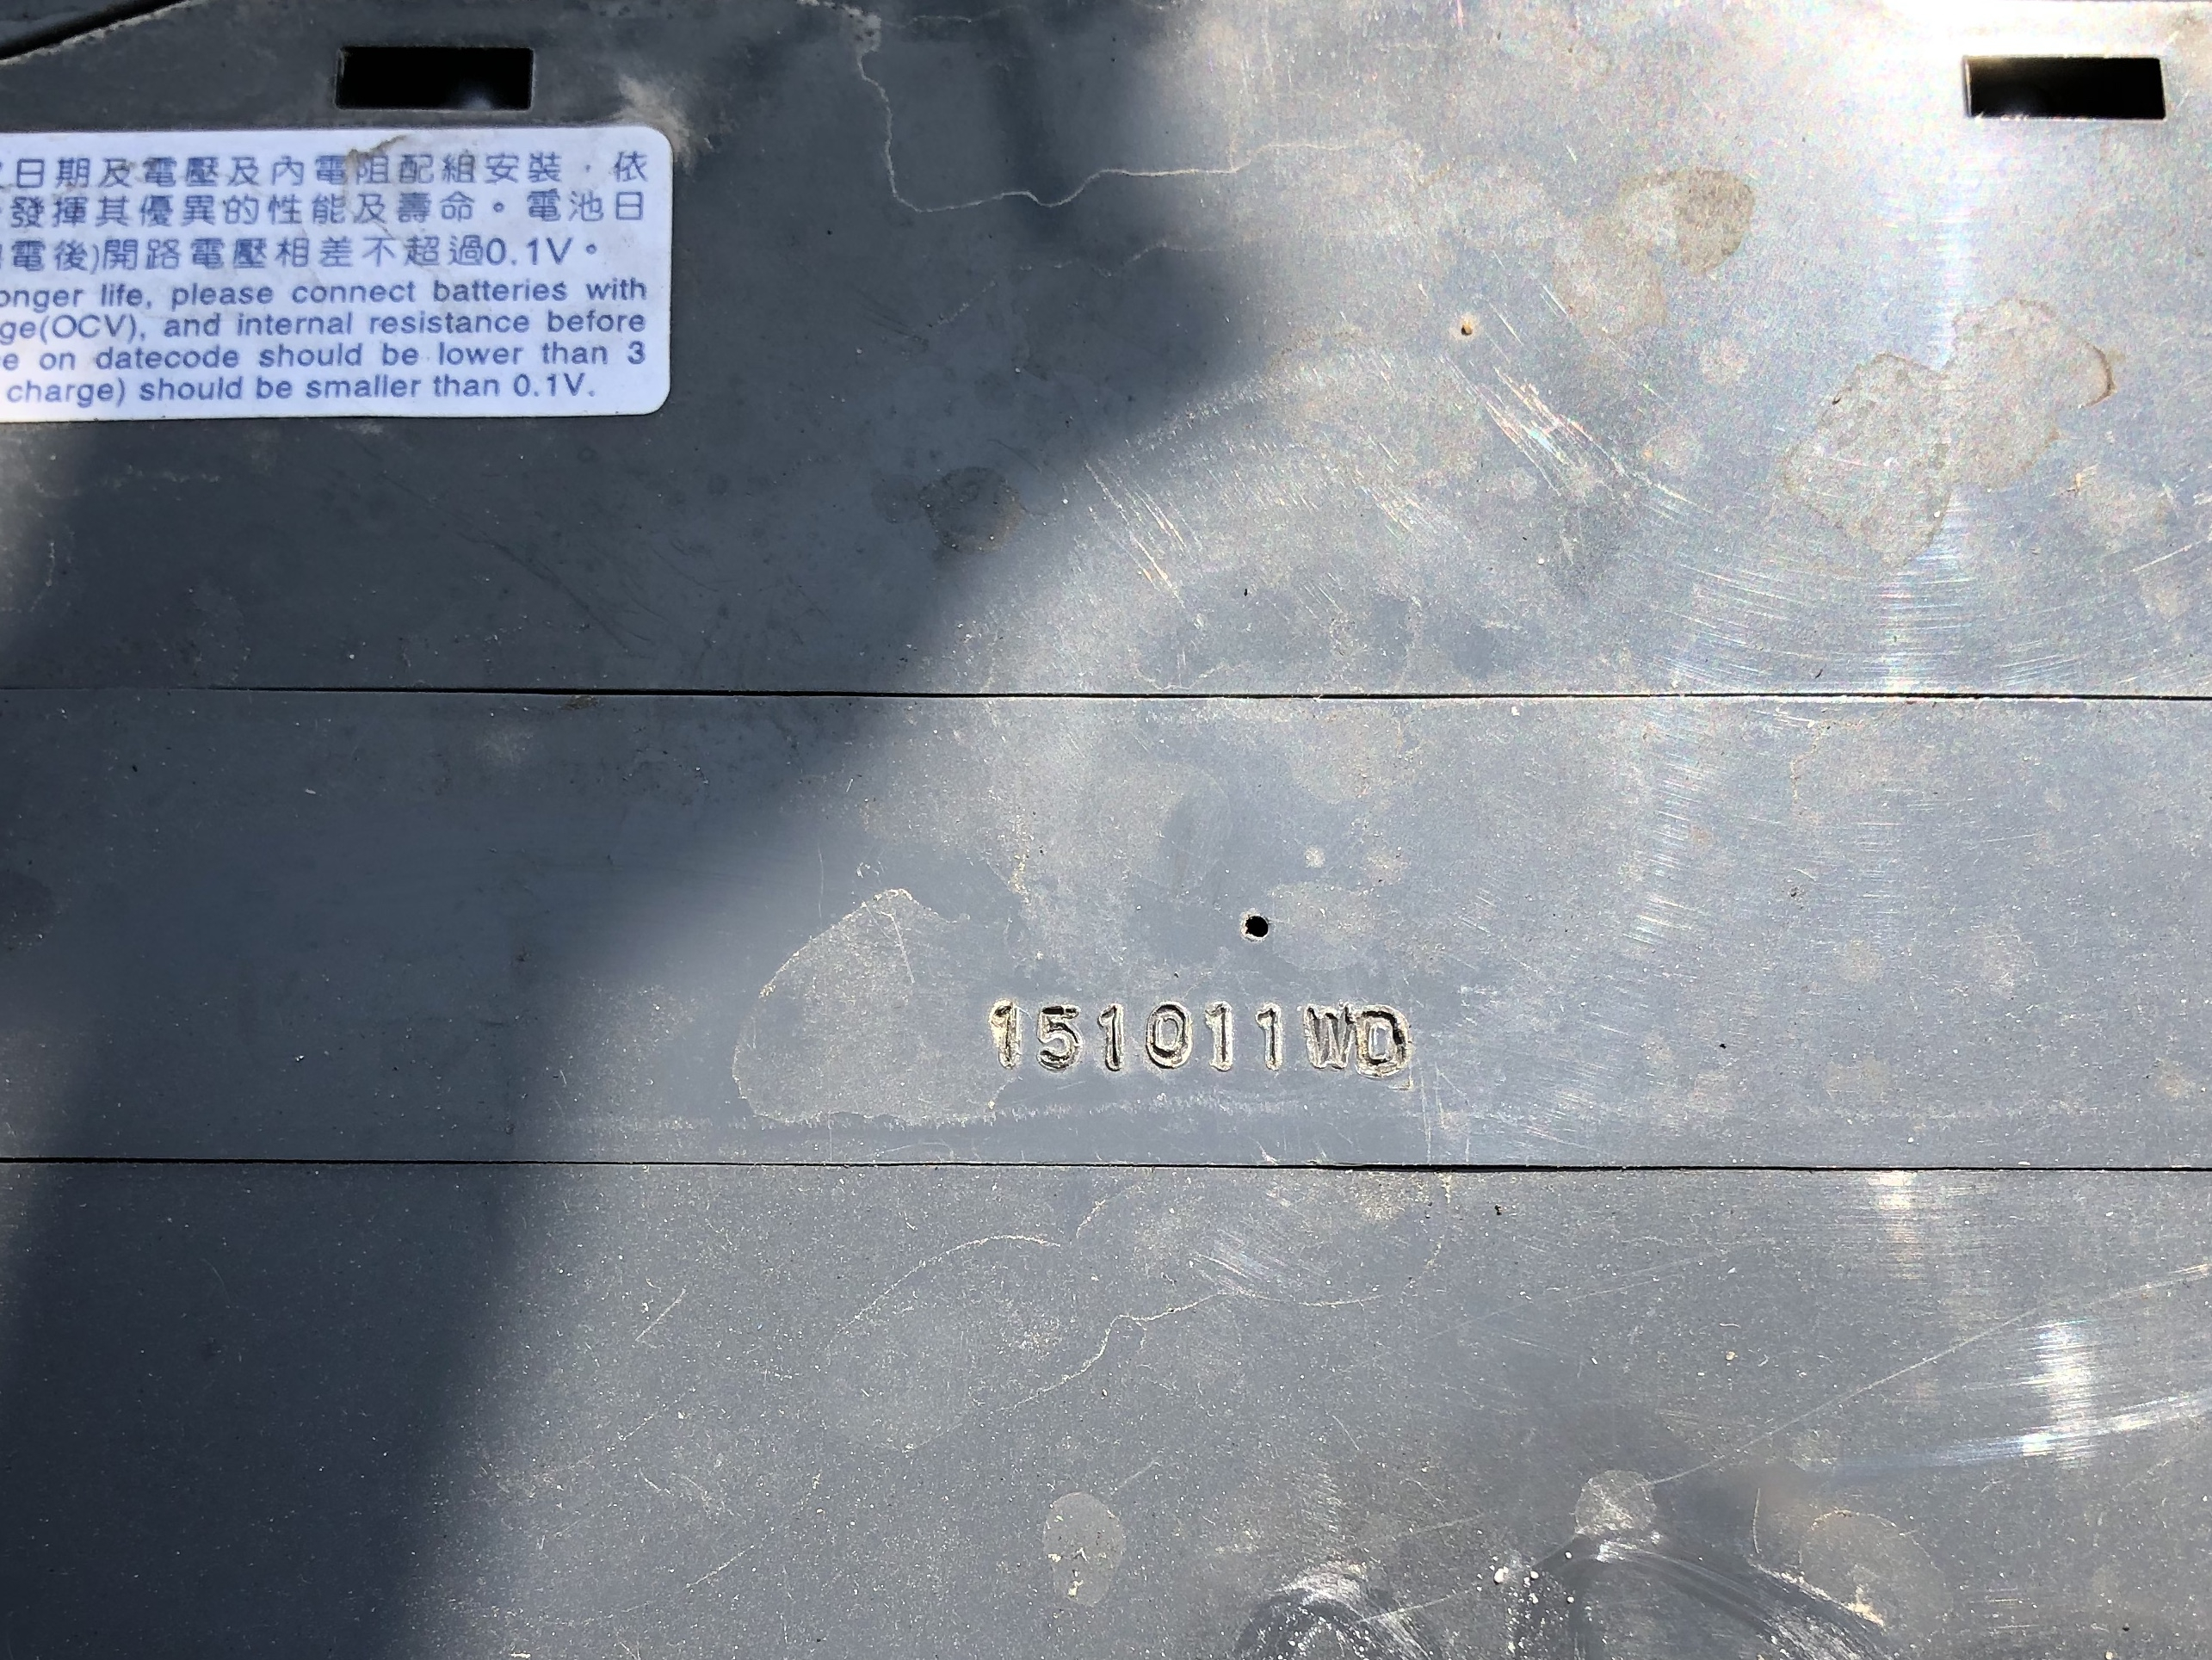 日期及電壓及內電阻配組安裝，依
發揮其優異的性能及壽命。電池日
電後)開路電壓相差不超過0.1V。
onger life, please connect batteries with
ge(OCV), and internal resistance before
e on datecode should be lower than 3
charge) should be smaller than 0.1V.
151011WD